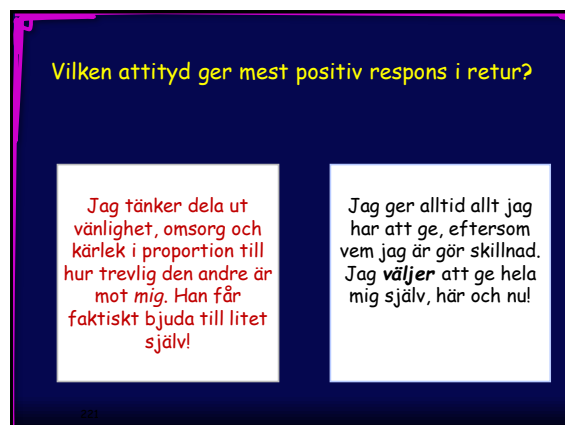 Vilken attityd ger mest positiv respons i retur?
Jag tänker dela ut
vänlighet, omsorg och
kärlek i proportion till
hur trevlig den andre är
mot mig. Han får
faktiskt bjuda till litet
själv!
Jag ger alltid allt jag
har att ge, eftersom
vem jag är gör skillnad.
Jag väljer att ge hela
mig själv, här och nu!